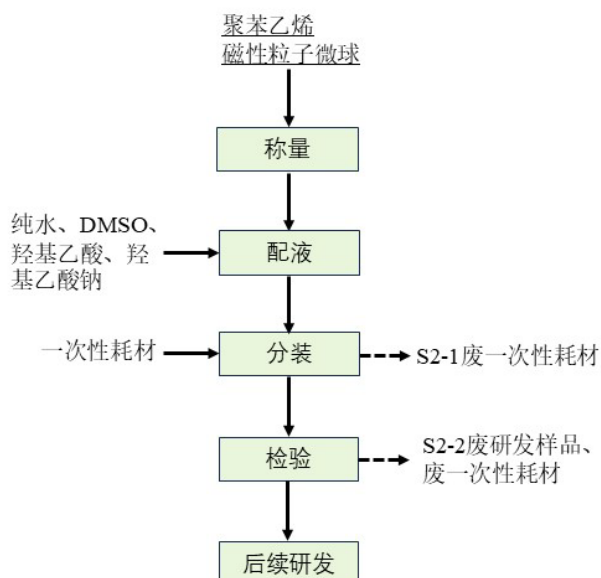 聚苯乙烯
磁性粒子微球
称量
纯水、DMSO、
羟基乙酸、羟
基乙酸钠
配液
一次性耗材
分装
S2-1废一次性耗材
检验
S2-2废研发样品、
废一次性耗材
后续研发